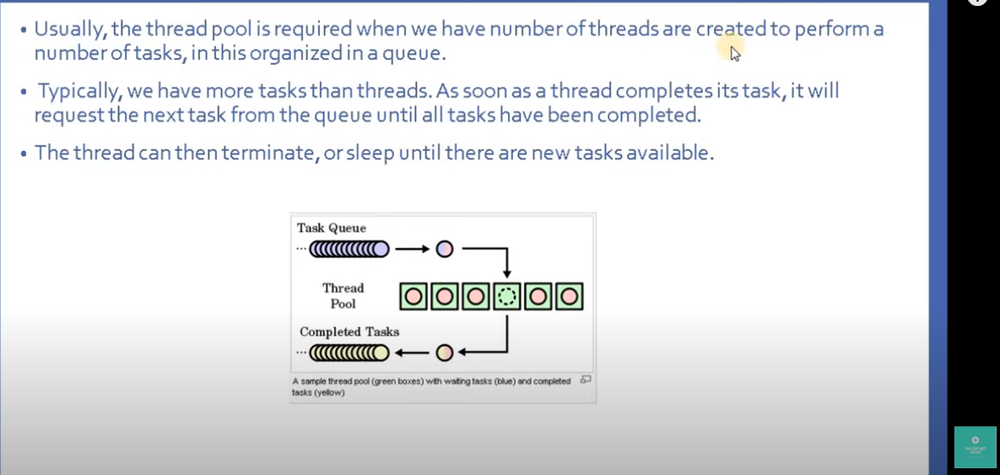 • Usually, the thread pool is required when we have number of threads are created to perform a
number of tasks, in this organized in a queue.
• Typically, we have more tasks than threads. As soon as a thread completes its task, it will
request the next task from the queue until all tasks have been completed.
• The thread can then terminate, or sleep until there are new tasks available.
Task Queue
...
Thread
Pool
Completed Tasks
...
A sample thread pool (green boxes) with waiting tasks (blue) and completed
tasks (yellow)